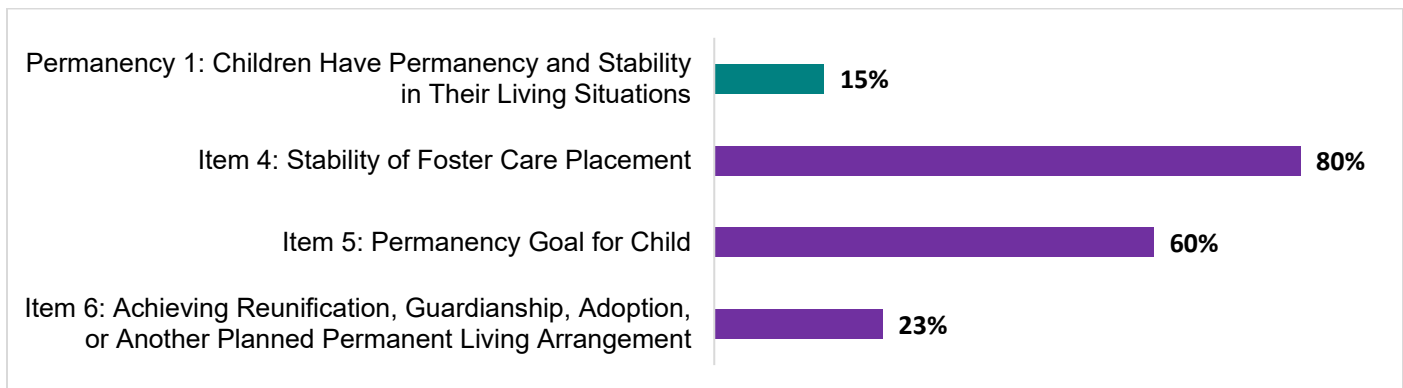 Permanency 1: Children Have Permanency and Stability
in Their Living Situations
15%
Item 4: Stability of Foster Care Placement
80%
Item 5: Permanency Goal for Child
60%
Item 6: Achieving Reunification, Guardianship, Adoption,
or Another Planned Permanent Living Arrangement
23%